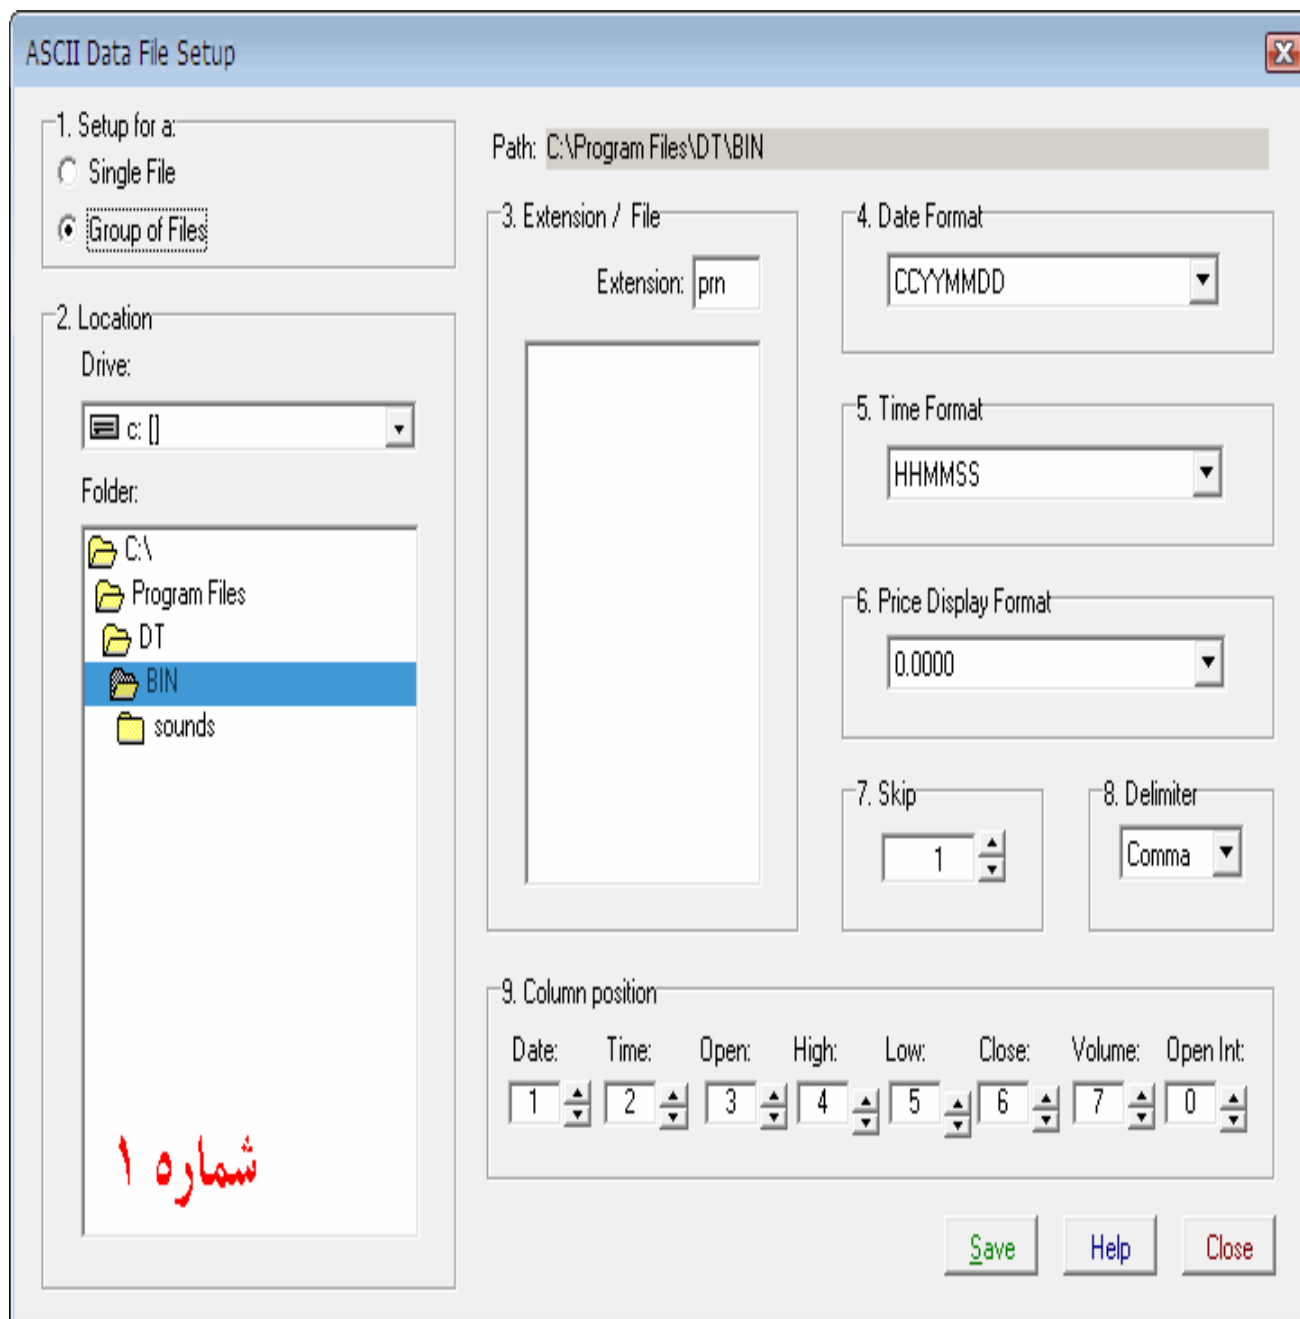 ASCII Data File Setup
1. Setup for a:
Single File
Group of Files
2. Location
Drive:
c: []
Folder:
C:\
Program Files
DT
BIN
sounds
شماره ۱
Path: C:\Program Files\DT\BIN
3. Extension / File
Extension: prn
4. Date Format
CCYYMMDD
5. Time Format
HHMMSS
6. Price Display Format
0.0000
7. Skip
1
8. Delimiter
Comma
9. Column position
Date: Time: Open: High: Low: Close: Volume: Open Int:
1 2 3 4 5 6 7 0
Save Help Close